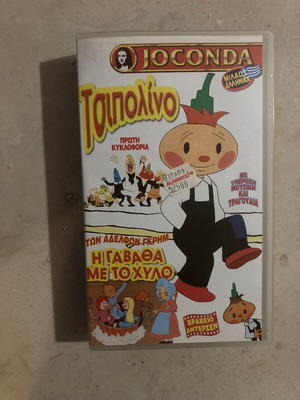 JOCONDA
ΜΙΛΑΕΙ
ΕΛΛΗΝΙΚΑ
Τσιπολίνο
ΠΡΩΤΗ
ΚΥΚΛΟΦΟΡΙΑ
ΜΕ
ΥΠΕΡΟΧΗ
ΜΟΥΣΙΚΗ
ΚΑΙ
ΤΡΑΓΟΥΔΙΑ
ΤΩΝ ΑΔΕΛΦΩΝ ΓΚΡΗΜ
Η ΓΑΒΑΘΑ
ΜΕ ΤΟ ΧΥΛΟ
ΒΡΑΒΕΙΟ
ΑΝΤΕΡΣΕΝ